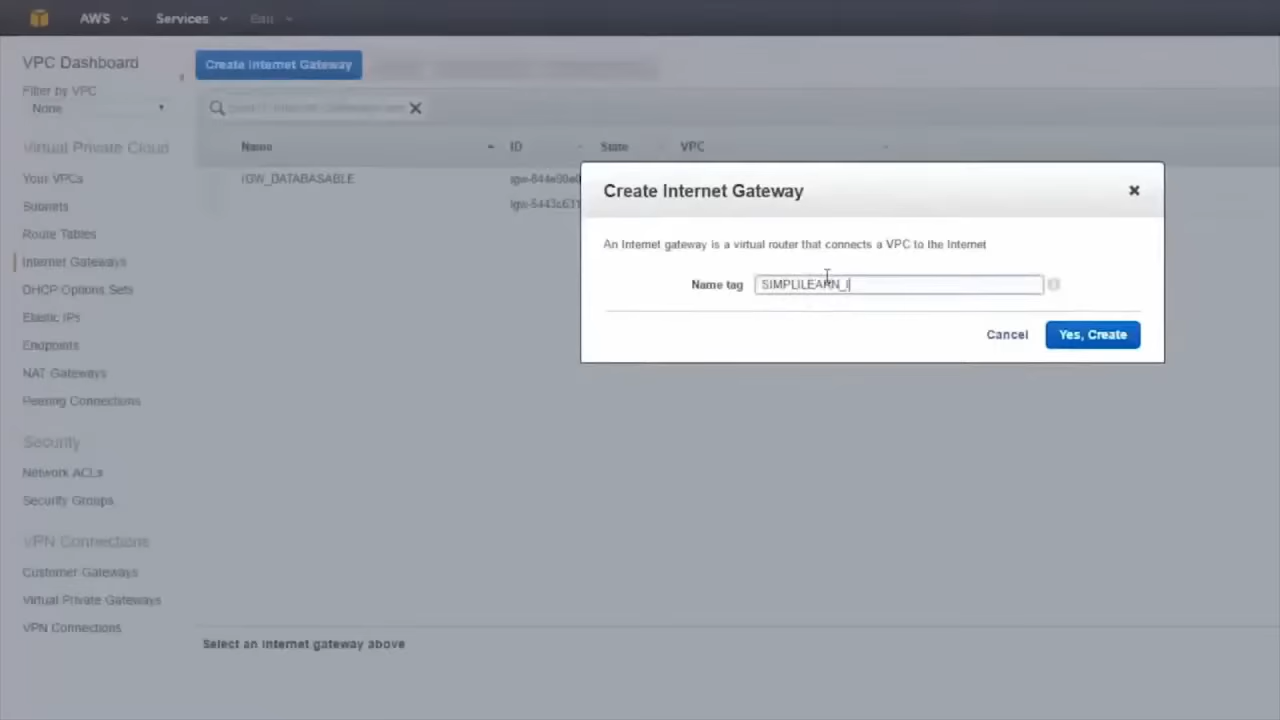 AWS Services Edit
VPC Dashboard
Create Internet Gateway
Filter by VPC
None
Name ID State VPC
Virtual Private Cloud
Your VPCs
IGW_DATABASABLE
Subnets
Route Tables
Internet Gateways
DHCP Options Sets
Elastic IPs
Endpoints
NAT Gateways
Peering Connections
Security
Network ACLs
Security Groups
VPN Connections
Customer Gateways
Virtual Private Gateways
VPN Connections
Create Internet Gateway
An Internet gateway is a virtual router that connects a VPC to the Internet
Name tag SIMPLILEARN_I
Cancel Yes, Create
Select an internet gateway above